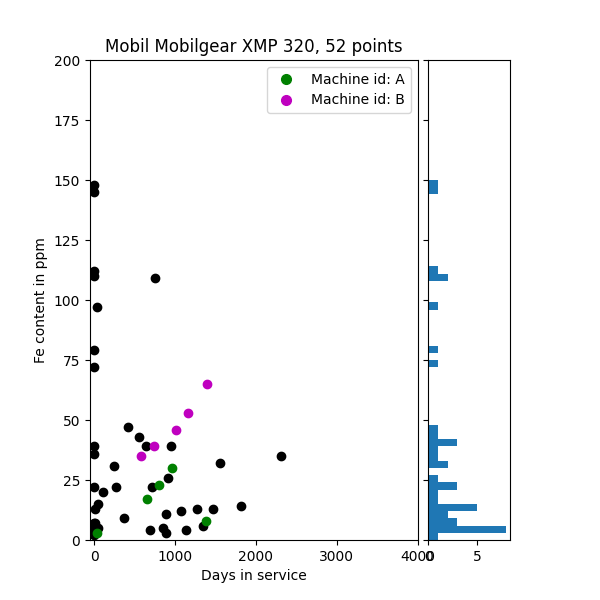 Mobil Mobilgear XMP 320, 52 points
Machine id: A
Machine id: B
Fe content in ppm
200
175
150
125
100
75
50
25
0
0 1000 2000 3000 4000
0 5
Days in service